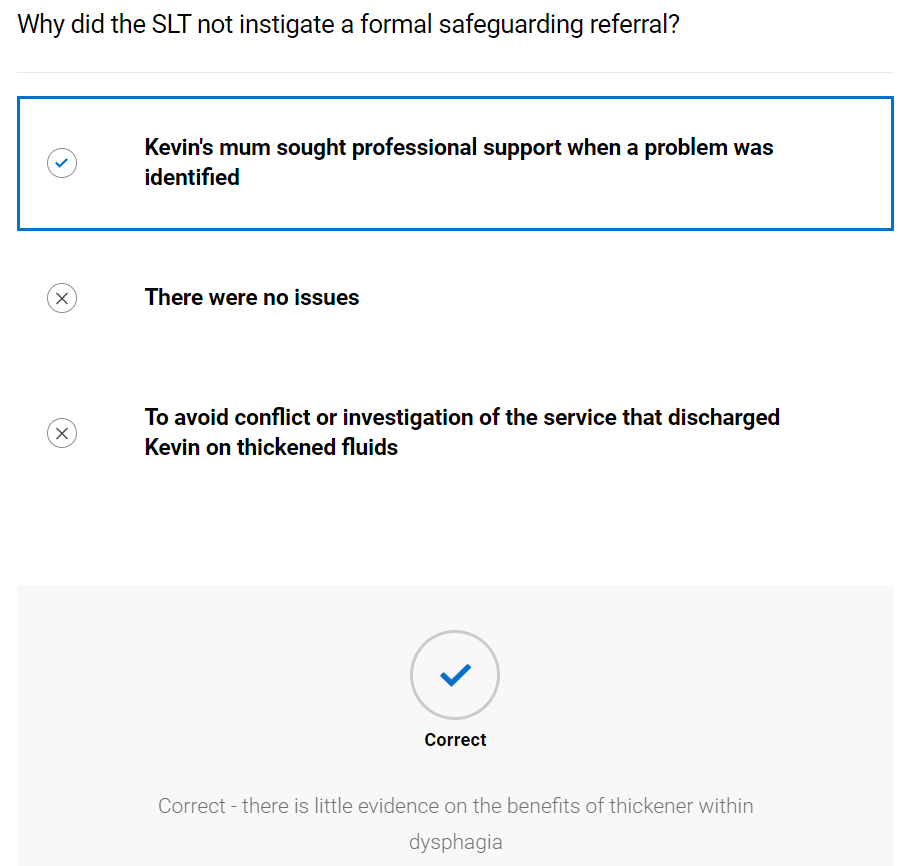 Why did the SLT not instigate a formal safeguarding referral?
Kevin's mum sought professional support when a problem was
identified
There were no issues
To avoid conflict or investigation of the service that discharged
Kevin on thickened fluids
Correct
Correct - there is little evidence on the benefits of thickener within
dysphagia